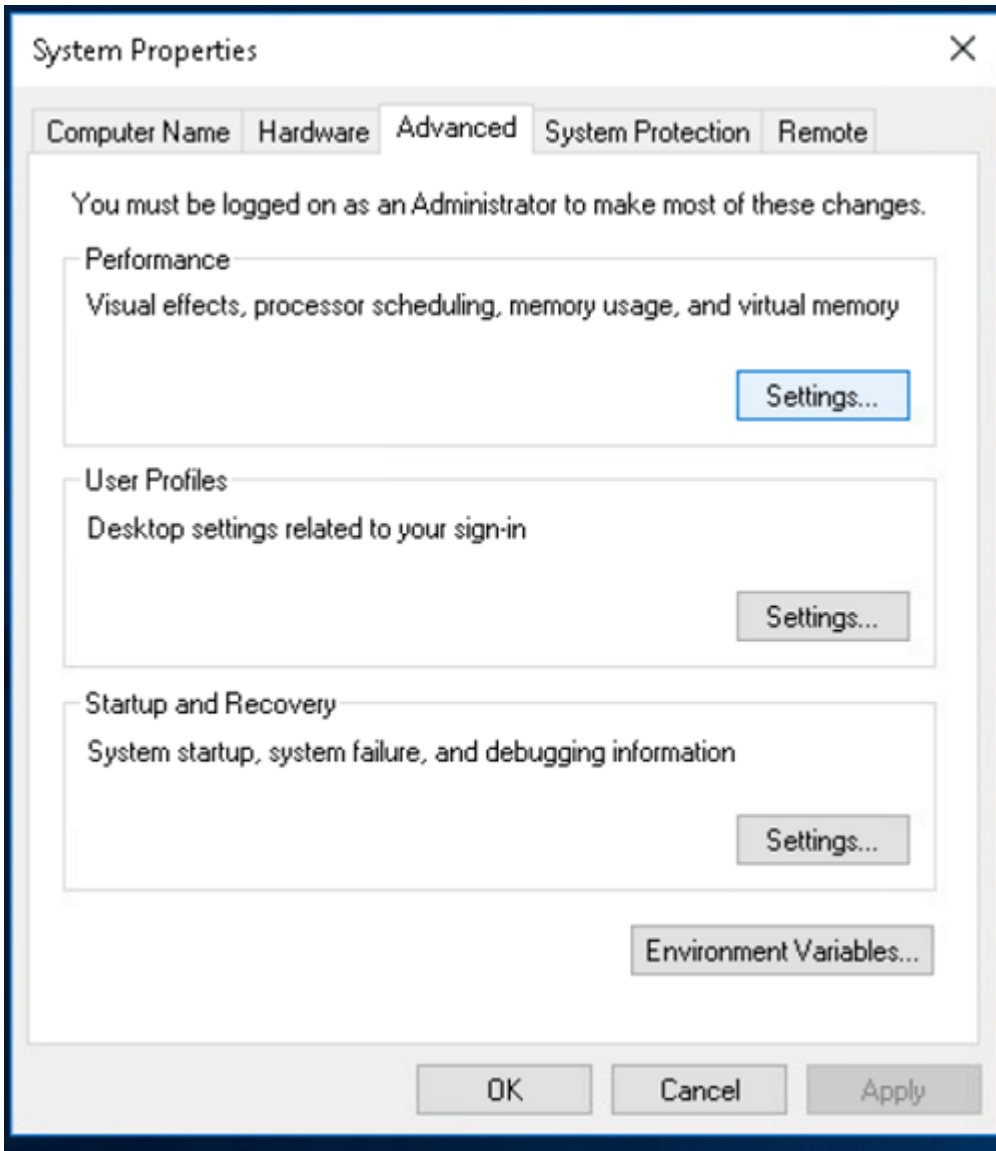 System Properties
Computer Name Hardware Advanced System Protection Remote
You must be logged on as an Administrator to make most of these changes.
Performance
Visual effects, processor scheduling, memory usage, and virtual memory
Settings...
User Profiles
Desktop settings related to your sign-in
Settings...
Startup and Recovery
System startup, system failure, and debugging information
Settings...
Environment Variables...
OK Cancel Apply